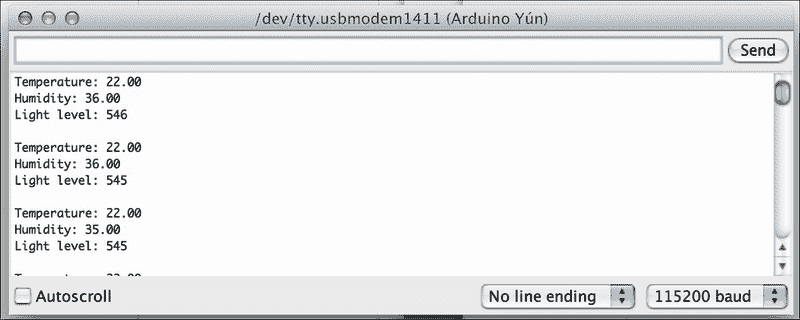 /dev/tty.usbmodem1411 (Arduino Yún)
Send
Temperature: 22.00
Humidity: 36.00
Light level: 546
Temperature: 22.00
Humidity: 36.00
Light level: 545
Temperature: 22.00
Humidity: 35.00
Light level: 545
Autoscroll
No line ending
115200 baud